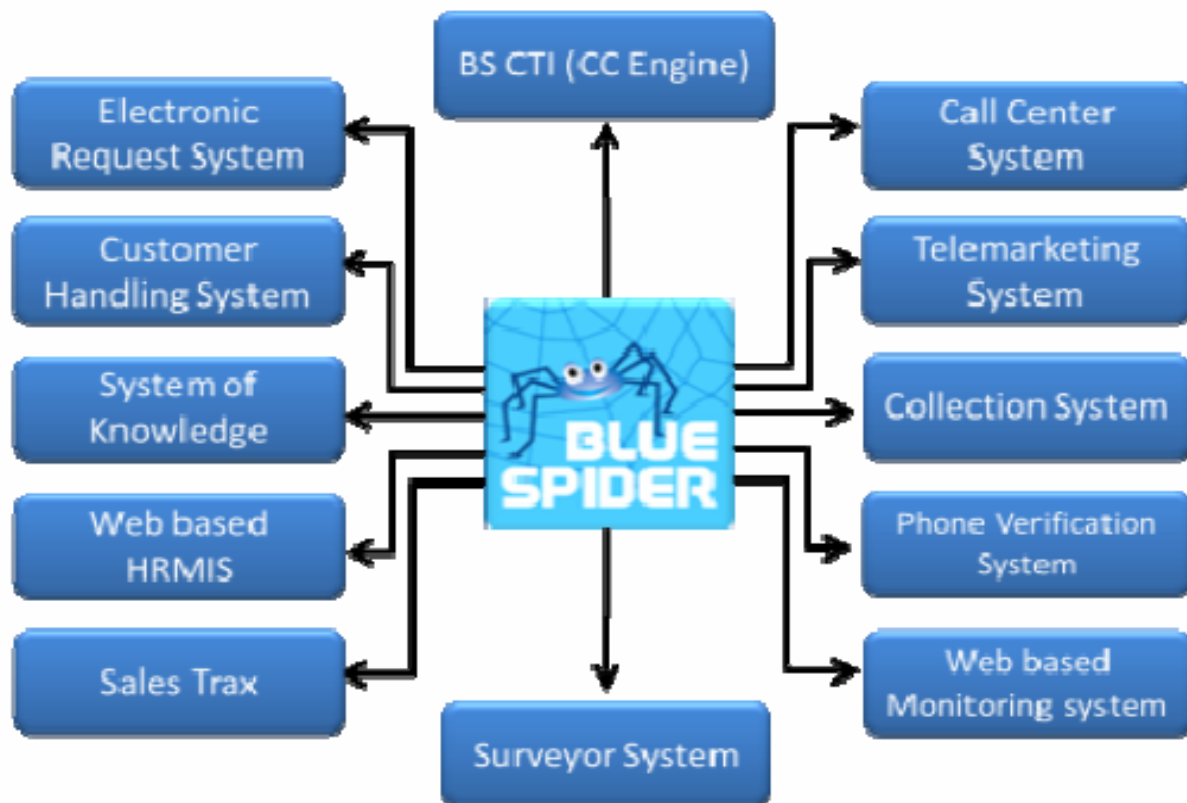 BS CTI (CC Engine)
Electronic
Request System
Customer
Handling System
System of
Knowledge
Web based
HRMIS
Sales Trax
BLUE
SPIDER
Call Center
System
Telemarketing
System
Collection System
Phone Verification
System
Web based
Monitoring system
Surveyor System